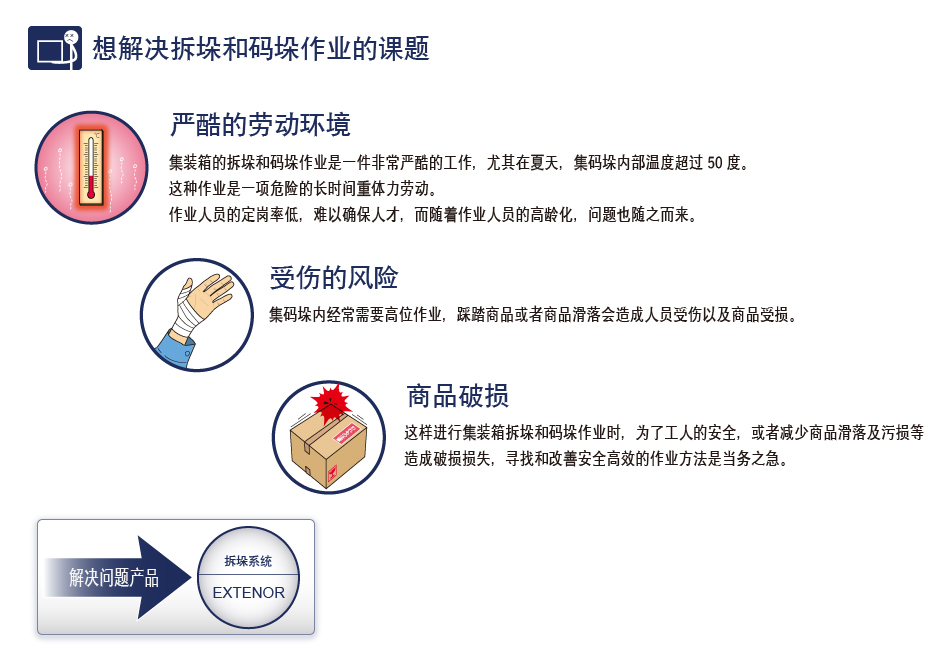 想解决拆垛和码垛作业的课题
严酷的劳动环境
集装箱的拆垛和码垛作业是一件非常严酷的工作，尤其在夏天，集码垛内部温度超过 50 度。
这种作业是一项危险的长时间重体力劳动。
作业人员的定岗率低，难以确保人才，而随着作业人员的高龄化，问题也随之而来。
受伤的风险
集码垛内经常需要高位作业，踩踏商品或者商品滑落会造成人员受伤以及商品受损。
商品破损
这样进行集装箱拆垛和码垛作业时，为了工人的安全，或者减少商品滑落及污损等
造成破损损失，寻找和改善安全高效的作业方法是当务之急。
解决问题产品
拆垛系统
EXTENOR